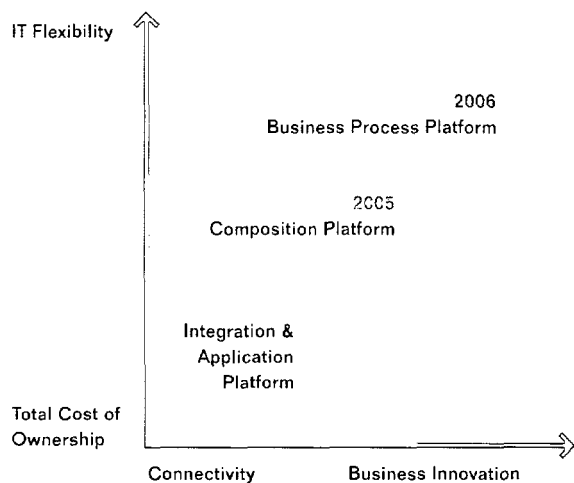 IT Flexibility
2006
Business Process Platform
2005
Composition Platform
Integration &
Application
Platform
Total Cost of
Ownership
Connectivity
Business Innovation